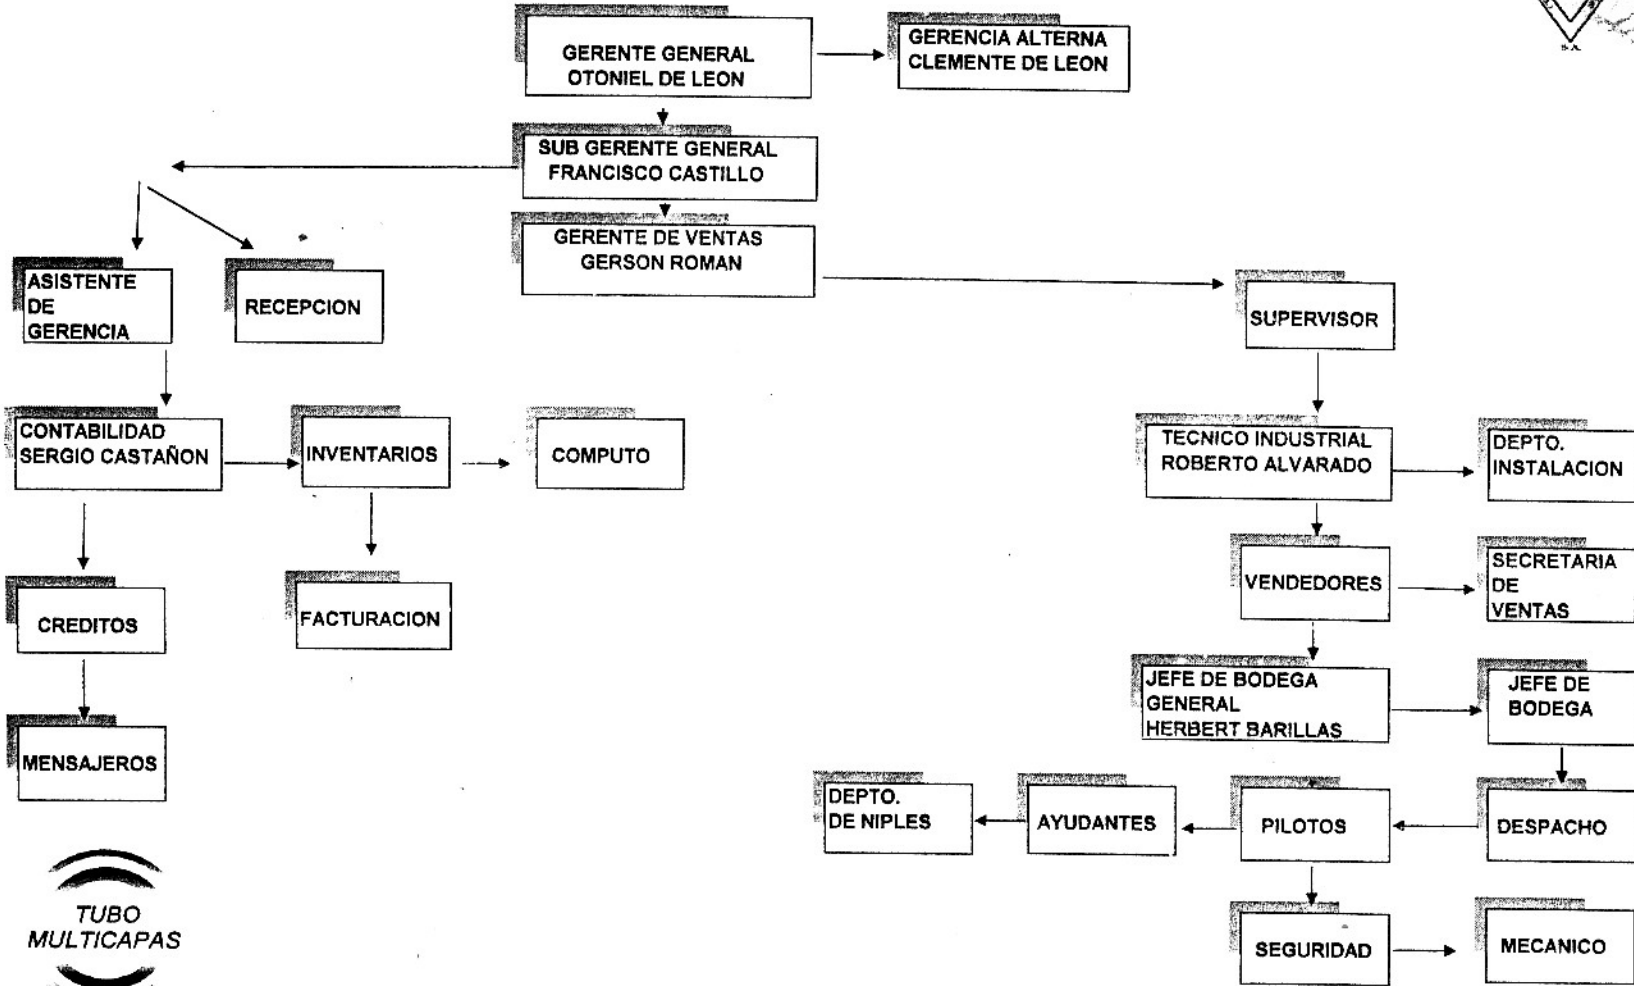 GERENTE GENERAL
OTONIEL DE LEON
GERENCIA ALTERNA
CLEMENTE DE LEON
S.A.
SUB GERENTE GENERAL
FRANCISCO CASTILLO
GERENTE DE VENTAS
GERSON ROMAN
ASISTENTE
DE
GERENCIA
RECEPCION
SUPERVISOR
CONTABILIDAD
SERGIO CASTAÑON
INVENTARIOS
COMPUTO
TECNICO INDUSTRIAL
ROBERTO ALVARADO
DEPTO.
INSTALACION
CREDITOS
FACTURACION
VENDEDORES
SECRETARIA
DE
VENTAS
MENSAJEROS
JEFE DE BODEGA
GENERAL
HERBERT BARILLAS
JEFE DE
BODEGA
DEPTO.
DE NIPLES
AYUDANTES
PILOTOS
DESPACHO
TUBO
MULTICAPAS
SEGURIDAD
MECANICO